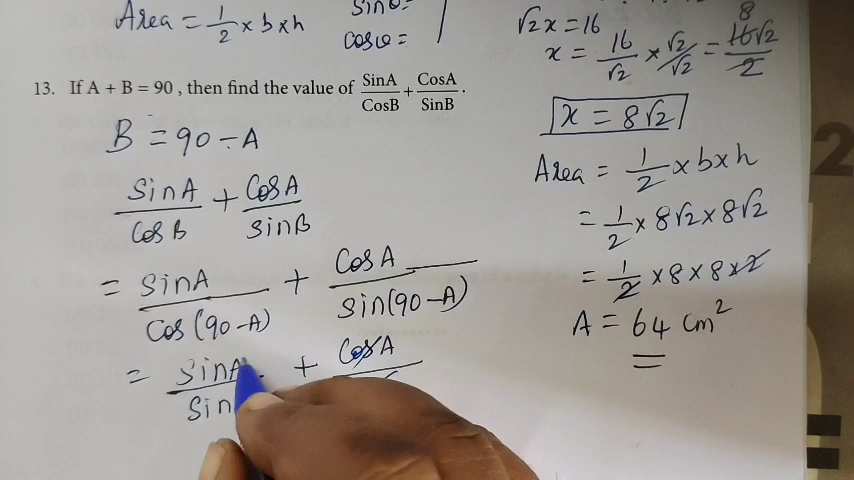 Area = 1/2 × b × h
sinθ =
cosθ =
√2x = 16
x = 16/√2 × √2/√2 = 16√2/2
8
x = 8√2
Area = 1/2 × b × h
= 1/2 × 8√2 × 8√2
= 1/2 × 8 × 8 × 2
A = 64 cm²
13. If A + B = 90 , then find the value of SinA/CosB + CosA/SinB .
B = 90 - A
SinA/CosB + CosA/sinB
= sinA/Cos(90-A) + CosA/sin(90-A)
= SinA/Sin + CosA
2